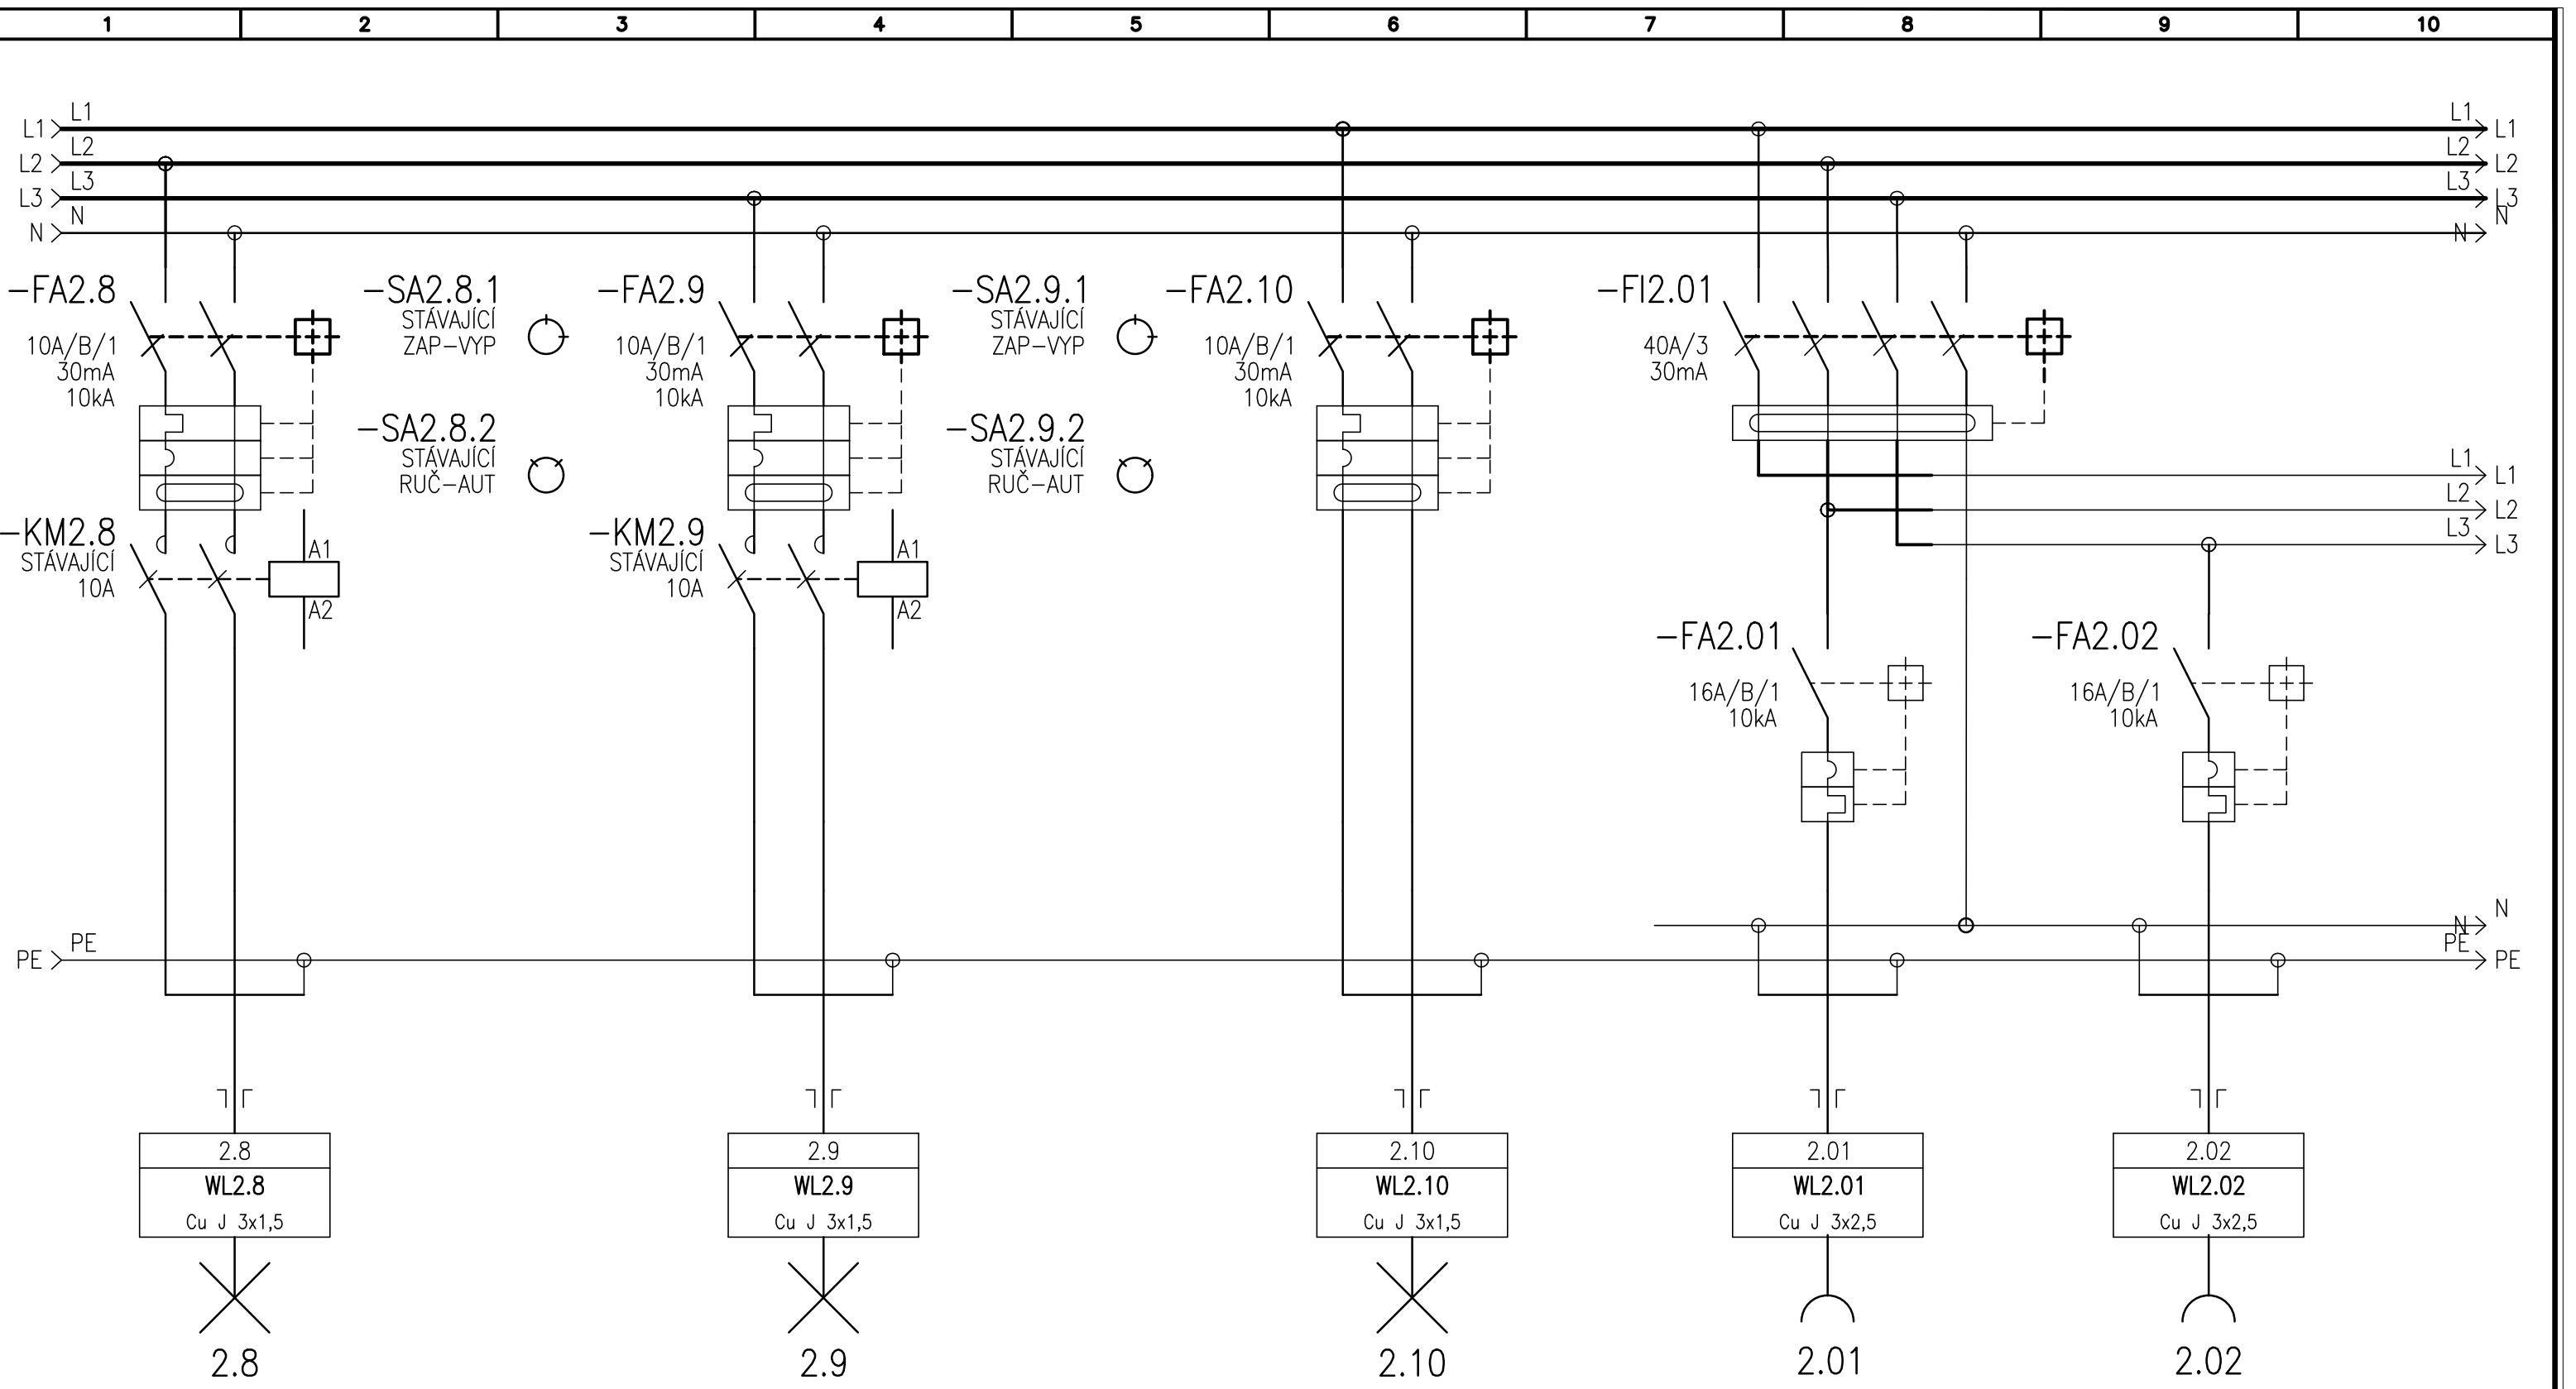 1 2 3 4 5 6 7 8 9 10
L1 L1
L1 L1
L2 L2
L2 L2
L3 L3
L3 L3
N N
N N
-FA2.8
10A/B/1
30mA
10kA
-SA2.8.1
STÁVAJÍCÍ
ZAP-VYP
-SA2.8.2
STÁVAJÍCÍ
RUČ-AUT
-KM2.8
STÁVAJÍCÍ
10A
A1
A2
-FA2.9
10A/B/1
30mA
10kA
-SA2.9.1
STÁVAJÍCÍ
ZAP-VYP
-SA2.9.2
STÁVAJÍCÍ
RUČ-AUT
-KM2.9
STÁVAJÍCÍ
10A
A1
A2
-FA2.10
10A/B/1
30mA
10kA
-FI2.01
40A/3
30mA
L1 L1
L2 L2
L3 L3
-FA2.01
16A/B/1
10kA
-FA2.02
16A/B/1
10kA
N N
PE PE
PE PE
2.8
WL2.8
Cu J 3x1,5
2.8
2.9
WL2.9
Cu J 3x1,5
2.9
2.10
WL2.10
Cu J 3x1,5
2.10
2.01
WL2.01
Cu J 3x2,5
2.01
2.02
WL2.02
Cu J 3x2,5
2.02